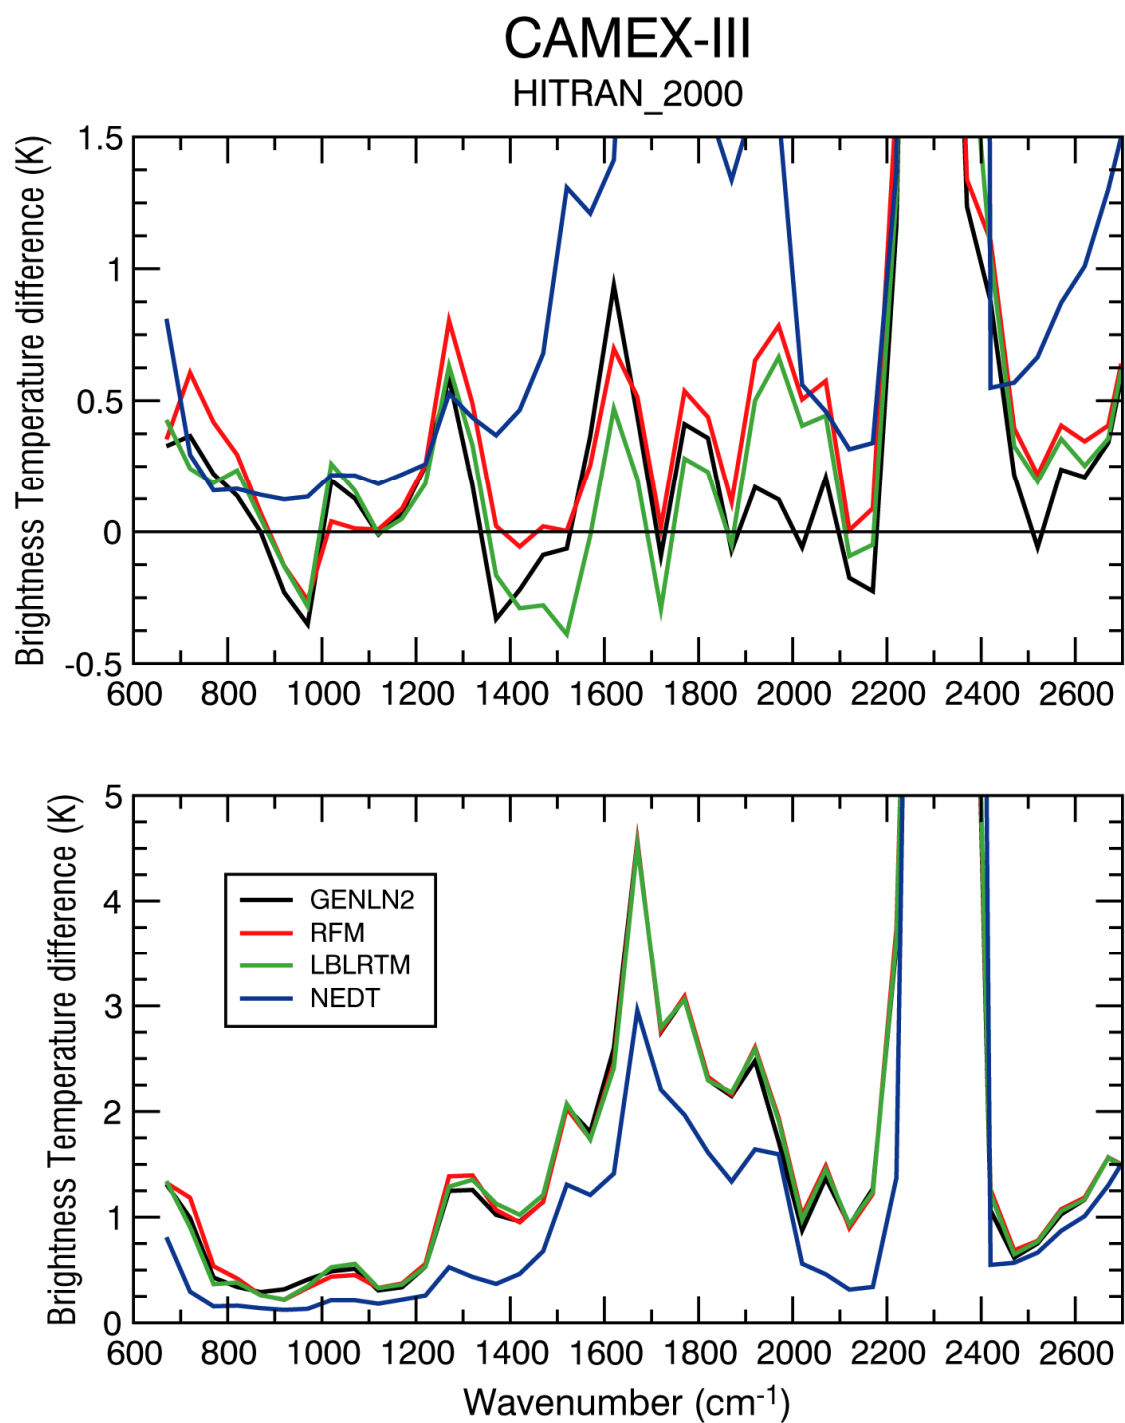 CAMEX-III
HITRAN_2000
Brightness Temperature difference (K)
1.5
1
0.5
0
-0.5
600 800 1000 1200 1400 1600 1800 2000 2200 2400 2600
Brightness Temperature difference (K)
5
4
3
2
1
0
GENLN2
RFM
LBLRTM
NEDT
600 800 1000 1200 1400 1600 1800 2000 2200 2400 2600
Wavenumber (cm⁻¹)